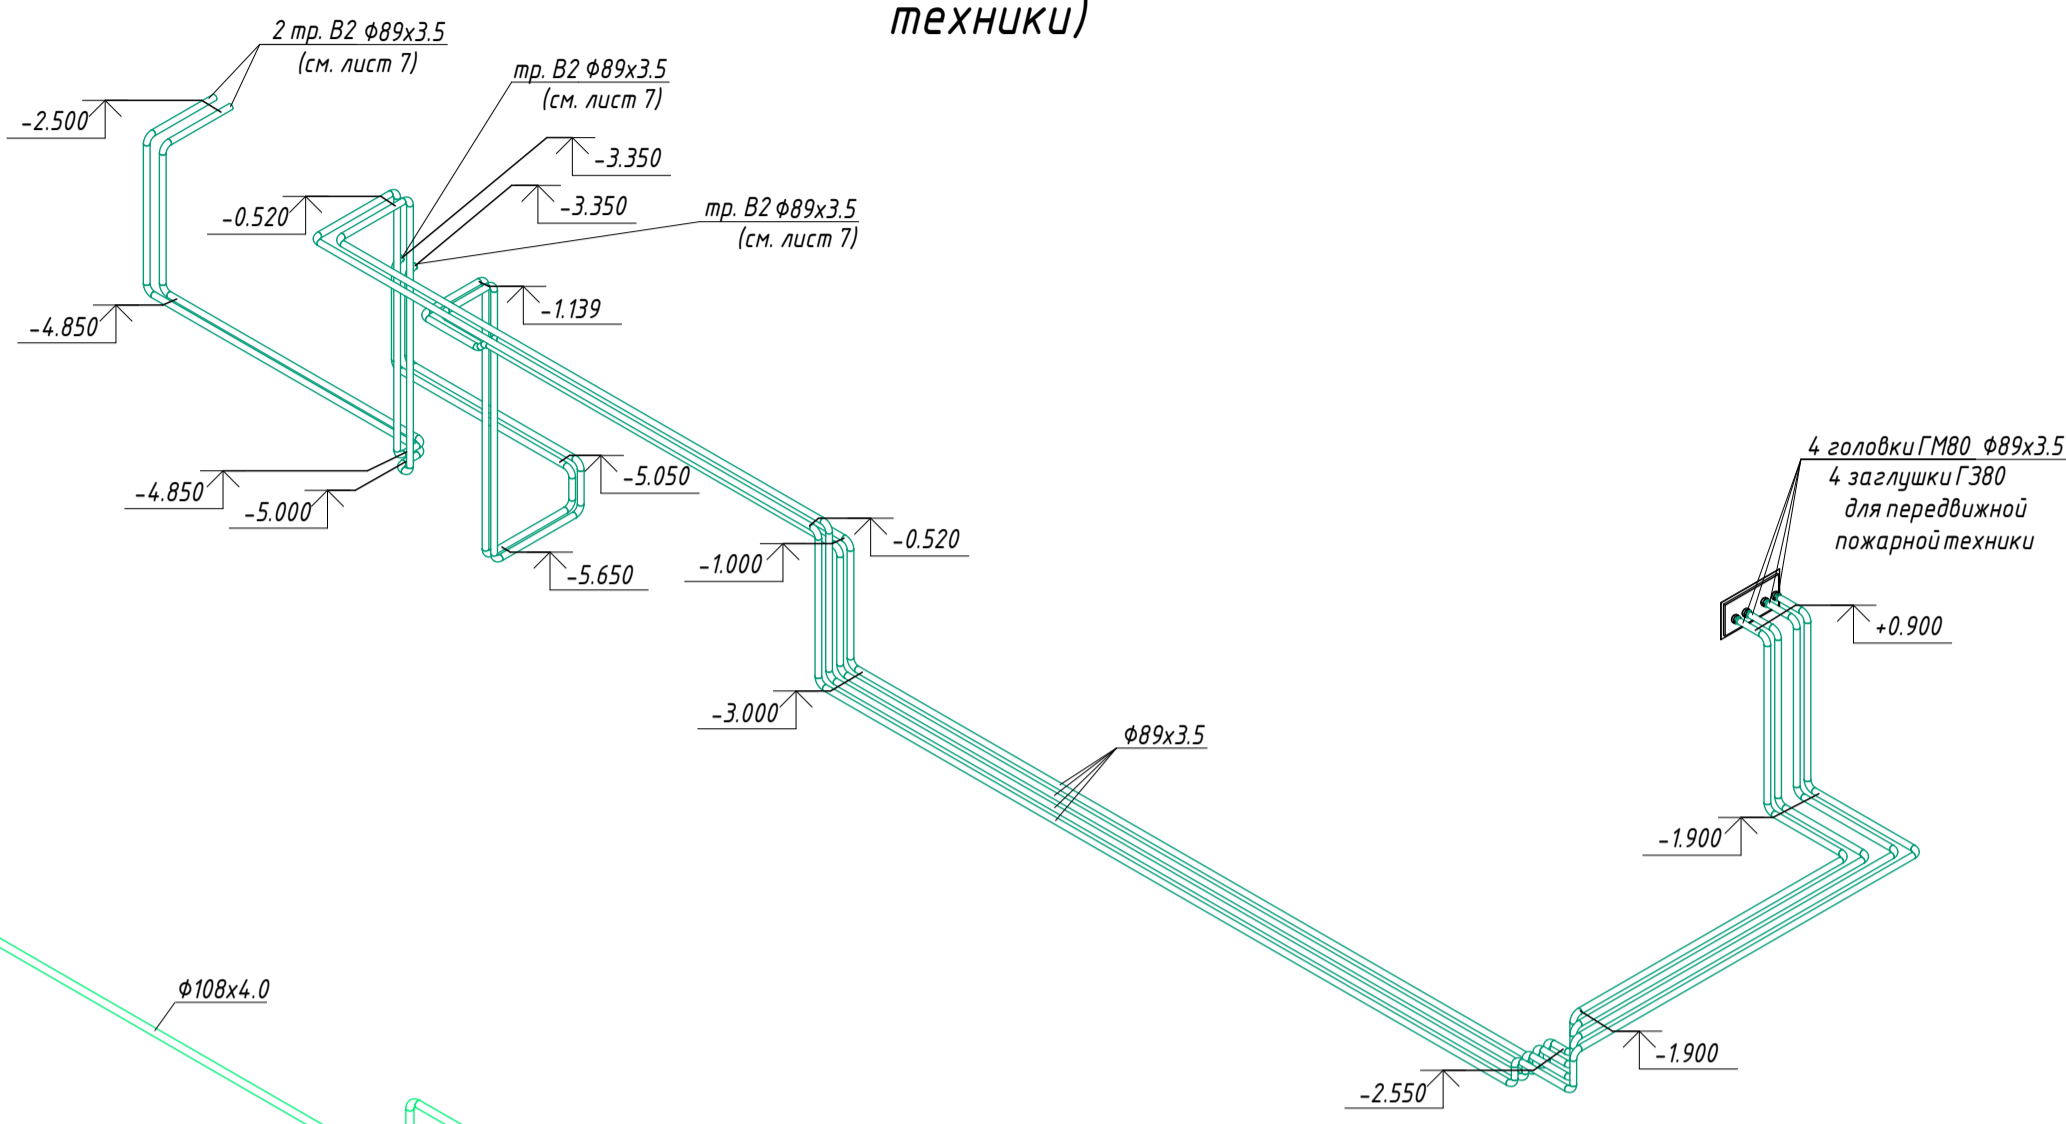 техники)
2 тр. В2 Ф89х3.5
(см. лист 7)
тр. В2 Ф89х3.5
(см. лист 7)
-2.500
-3.350
-3.350
-0.520
тр. В2 Ф89х3.5
(см. лист 7)
-1.139
-4.850
-4.850
-5.000
-5.050
-5.650
-0.520
-1.000
4 головки ГМ80 Ф89х3.5
4 заглушки ГЗ80
для передвижной
пожарной техники
+0.900
-3.000
Ф89х3.5
-1.900
Ф108х4.0
-1.900
-2.550